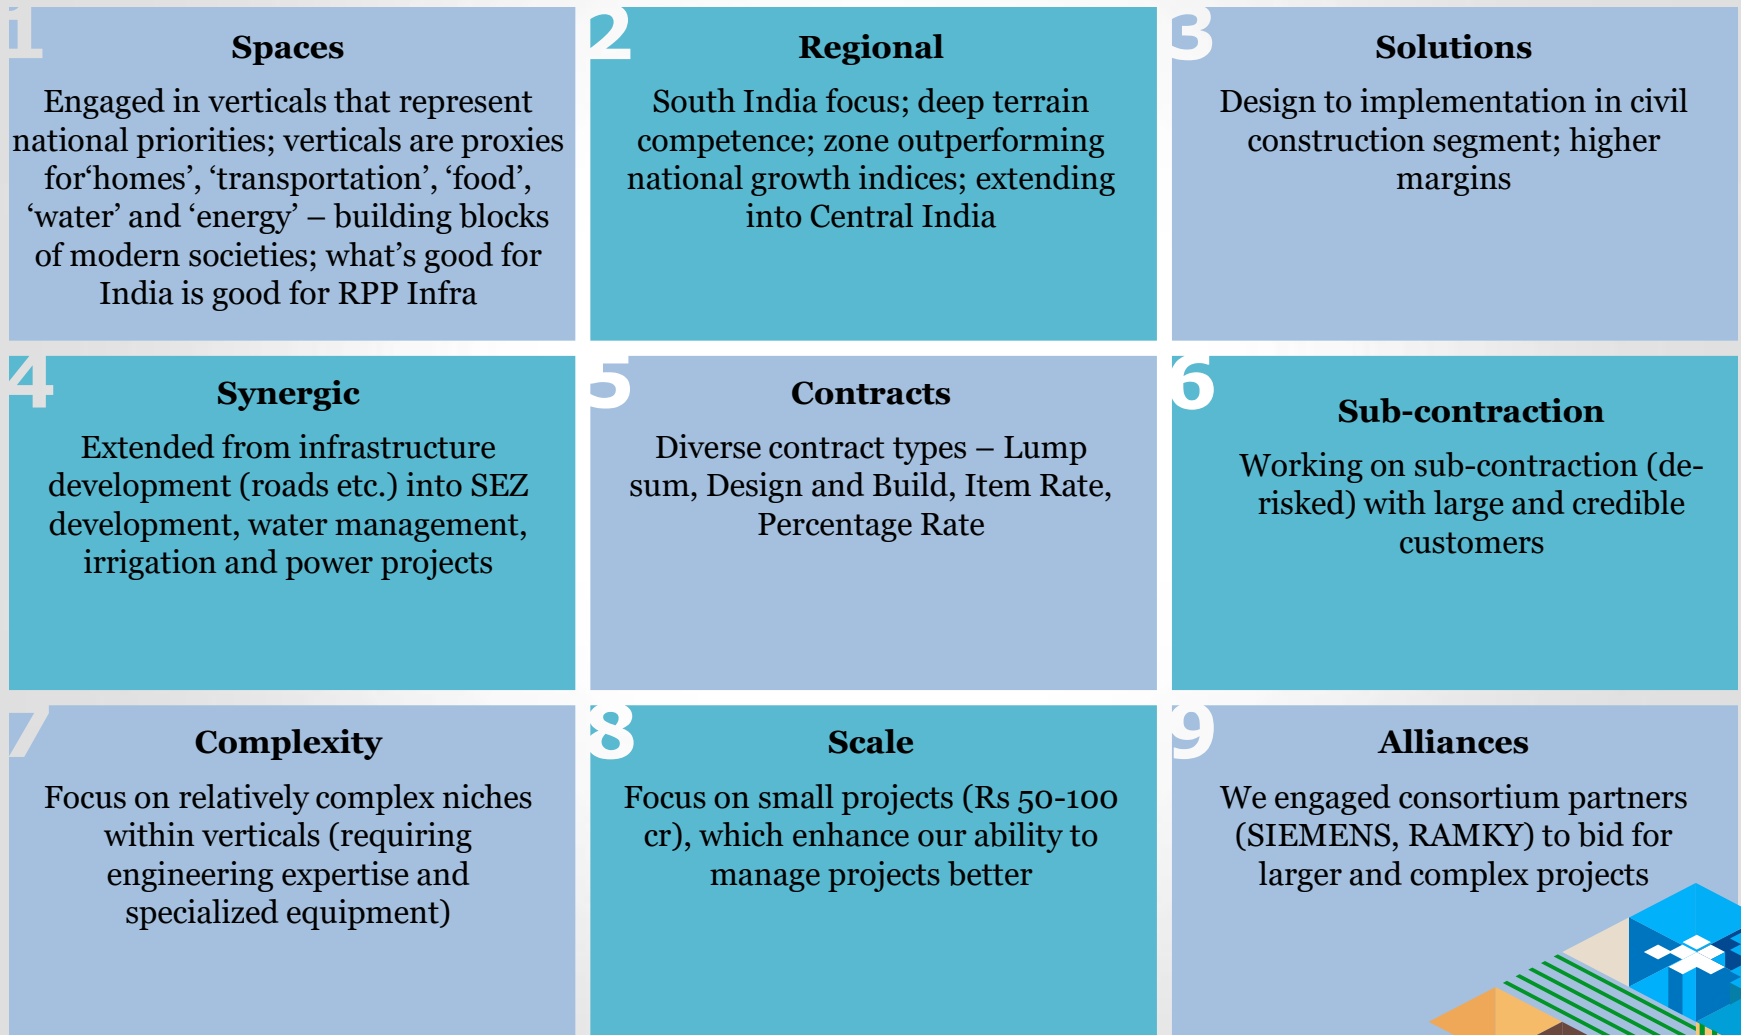 1
Spaces
Engaged in verticals that represent
national priorities; verticals are proxies
for‘homes’, ‘transportation’, ‘food’,
‘water’ and ‘energy’ – building blocks
of modern societies; what’s good for
India is good for RPP Infra
2
Regional
South India focus; deep terrain
competence; zone outperforming
national growth indices; extending
into Central India
3
Solutions
Design to implementation in civil
construction segment; higher
margins
4
Synergic
Extended from infrastructure
development (roads etc.) into SEZ
development, water management,
irrigation and power projects
5
Contracts
Diverse contract types – Lump
sum, Design and Build, Item Rate,
Percentage Rate
6
Sub-contraction
Working on sub-contraction (de-
risked) with large and credible
customers
7
Complexity
Focus on relatively complex niches
within verticals (requiring
engineering expertise and
specialized equipment)
8
Scale
Focus on small projects (Rs 50-100
cr), which enhance our ability to
manage projects better
9
Alliances
We engaged consortium partners
(SIEMENS, RAMKY) to bid for
larger and complex projects